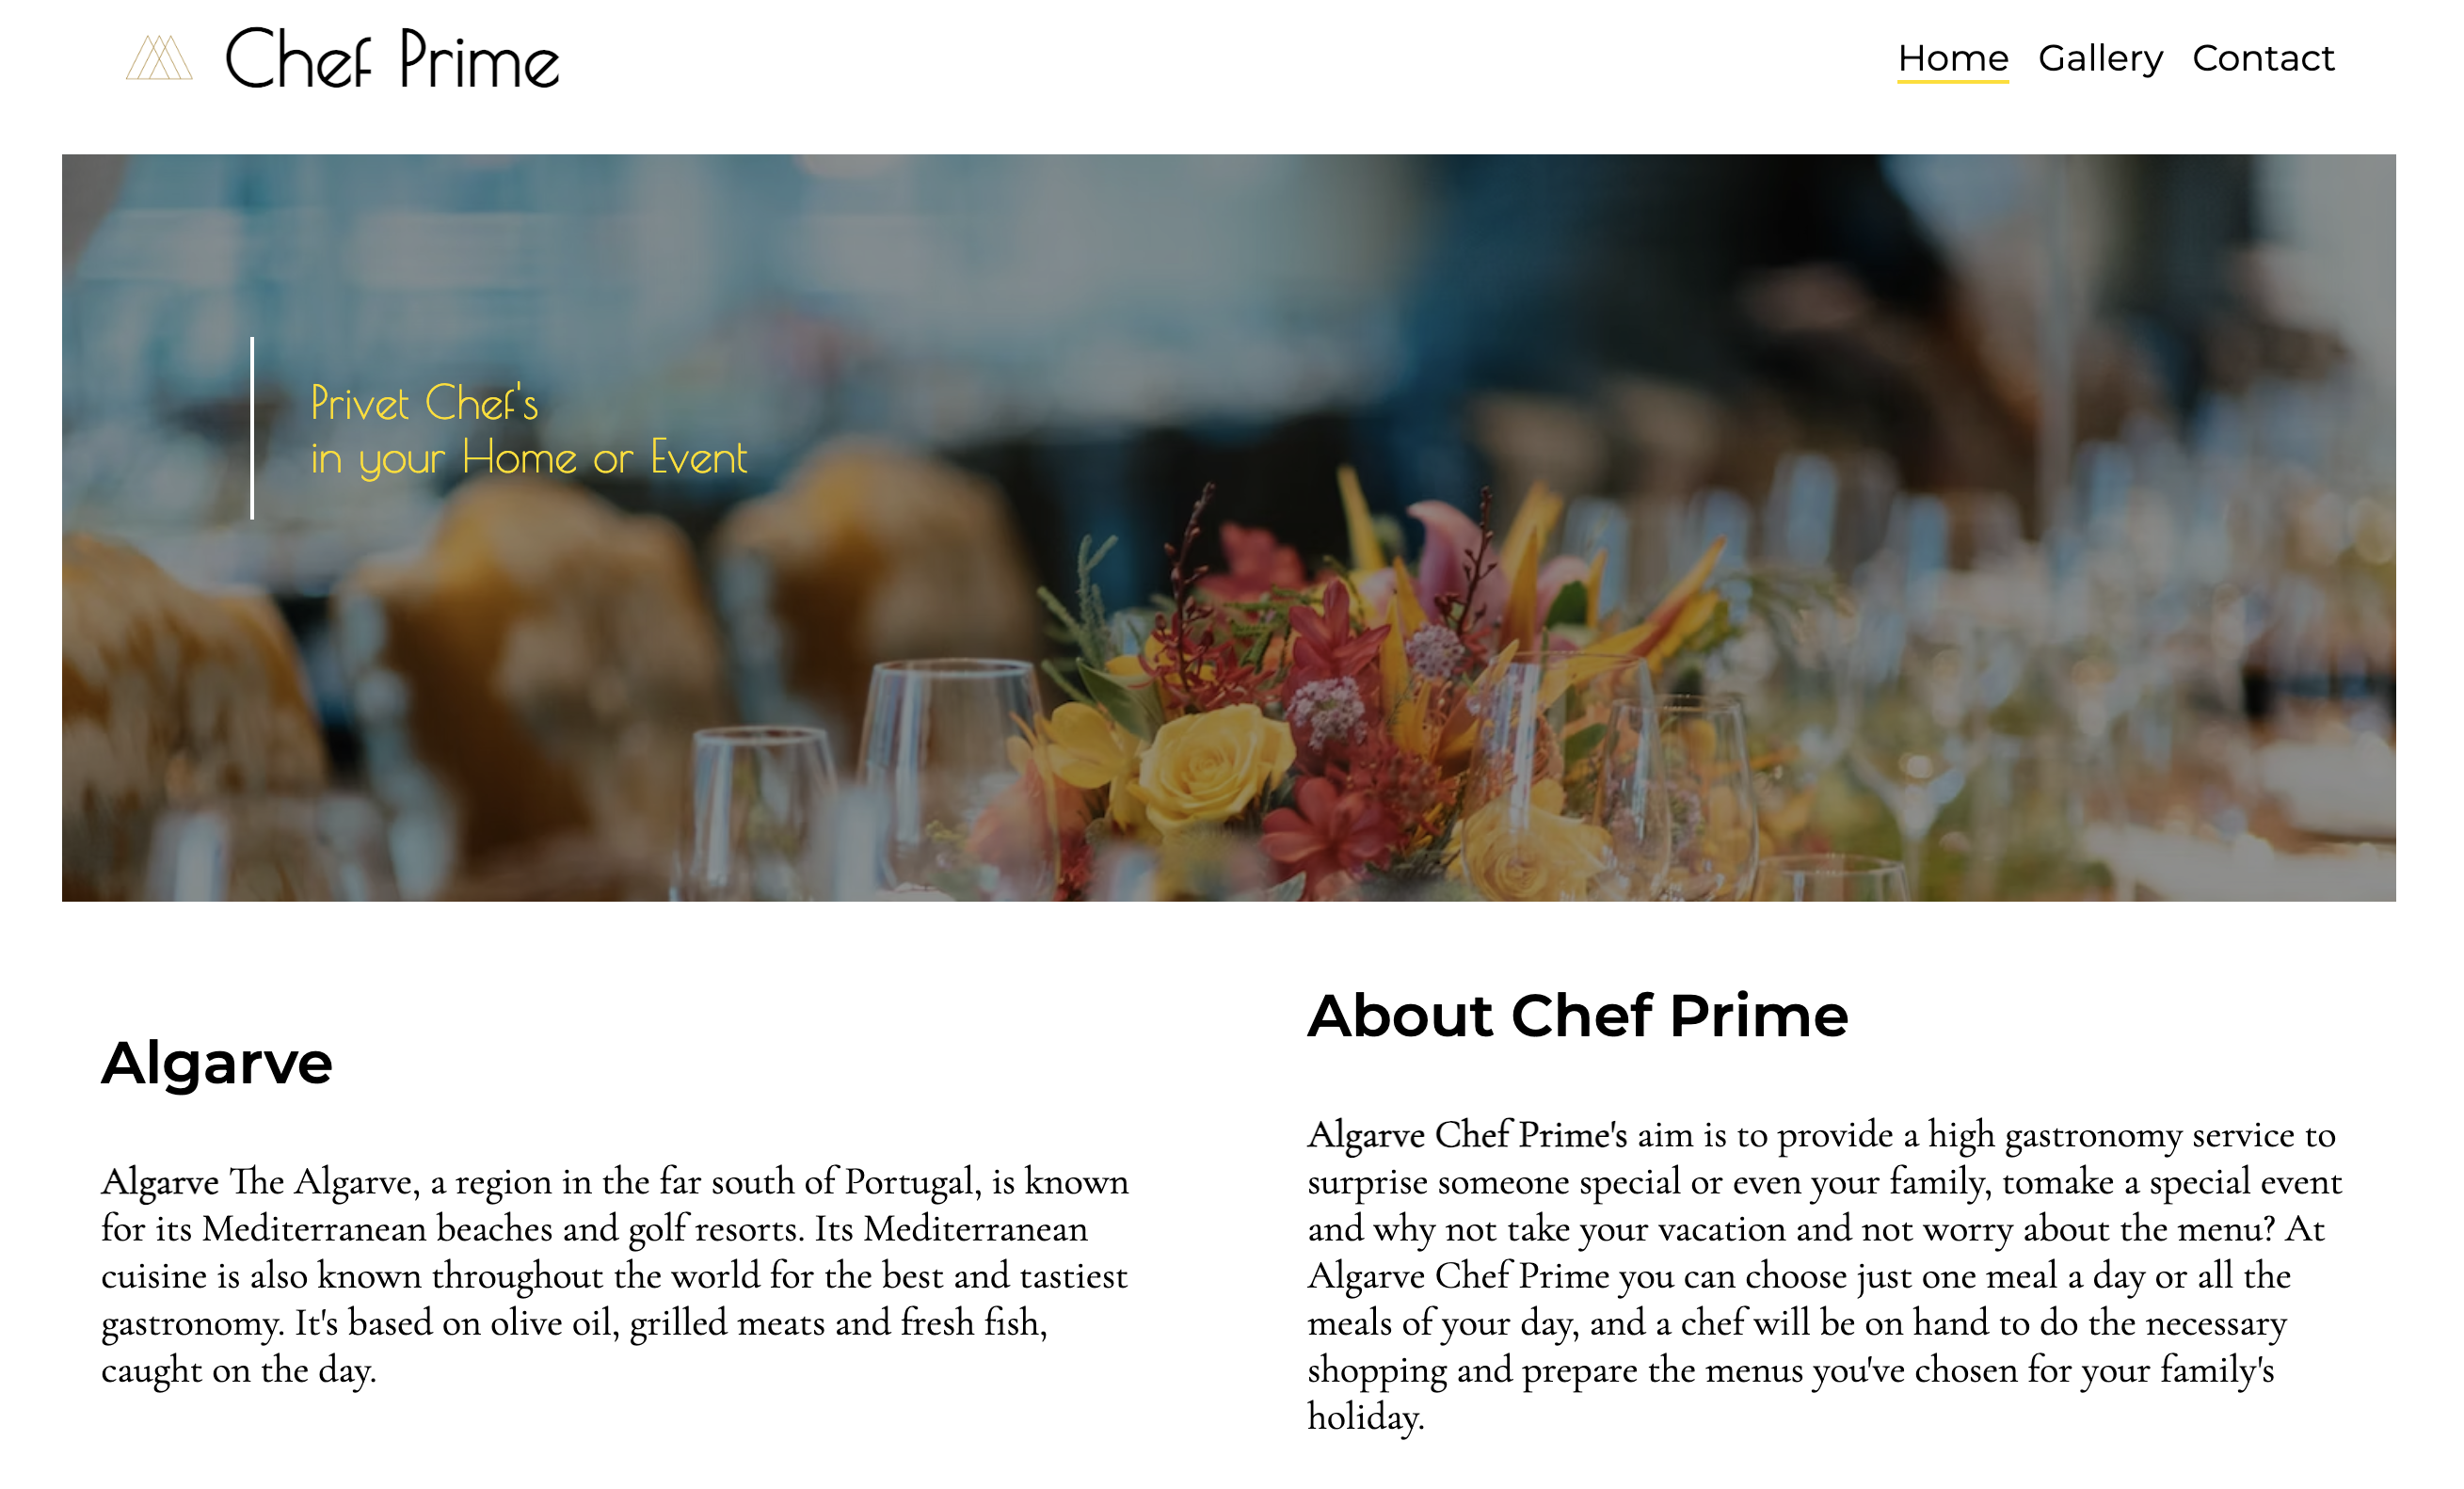 Chef Prime
Home Gallery Contact
Privet Chef's
in your Home or Event
Algarve
Algarve The Algarve, a region in the far south of Portugal, is known
for its Mediterranean beaches and golf resorts. Its Mediterranean
cuisine is also known throughout the world for the best and tastiest
gastronomy. It's based on olive oil, grilled meats and fresh fish,
caught on the day.
About Chef Prime
Algarve Chef Prime's aim is to provide a high gastronomy service to
surprise someone special or even your family, tomake a special event
and why not take your vacation and not worry about the menu? At
Algarve Chef Prime you can choose just one meal a day or all the
meals of your day, and a chef will be on hand to do the necessary
shopping and prepare the menus you've chosen for your family's
holiday.